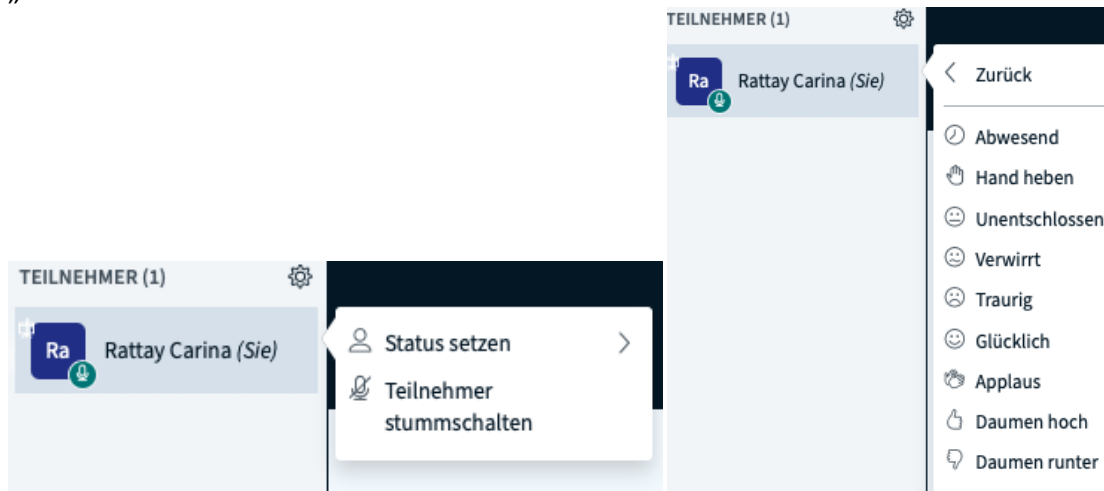 „
TEILNEHMER (1)
Ra Rattay Carina (Sie)
Status setzen
Teilnehmer
stummschalten
TEILNEHMER (1)
Ra Rattay Carina (Sie)
Zurück
Abwesend
Hand heben
Unentschlossen
Verwirrt
Traurig
Glücklich
Applaus
Daumen hoch
Daumen runter